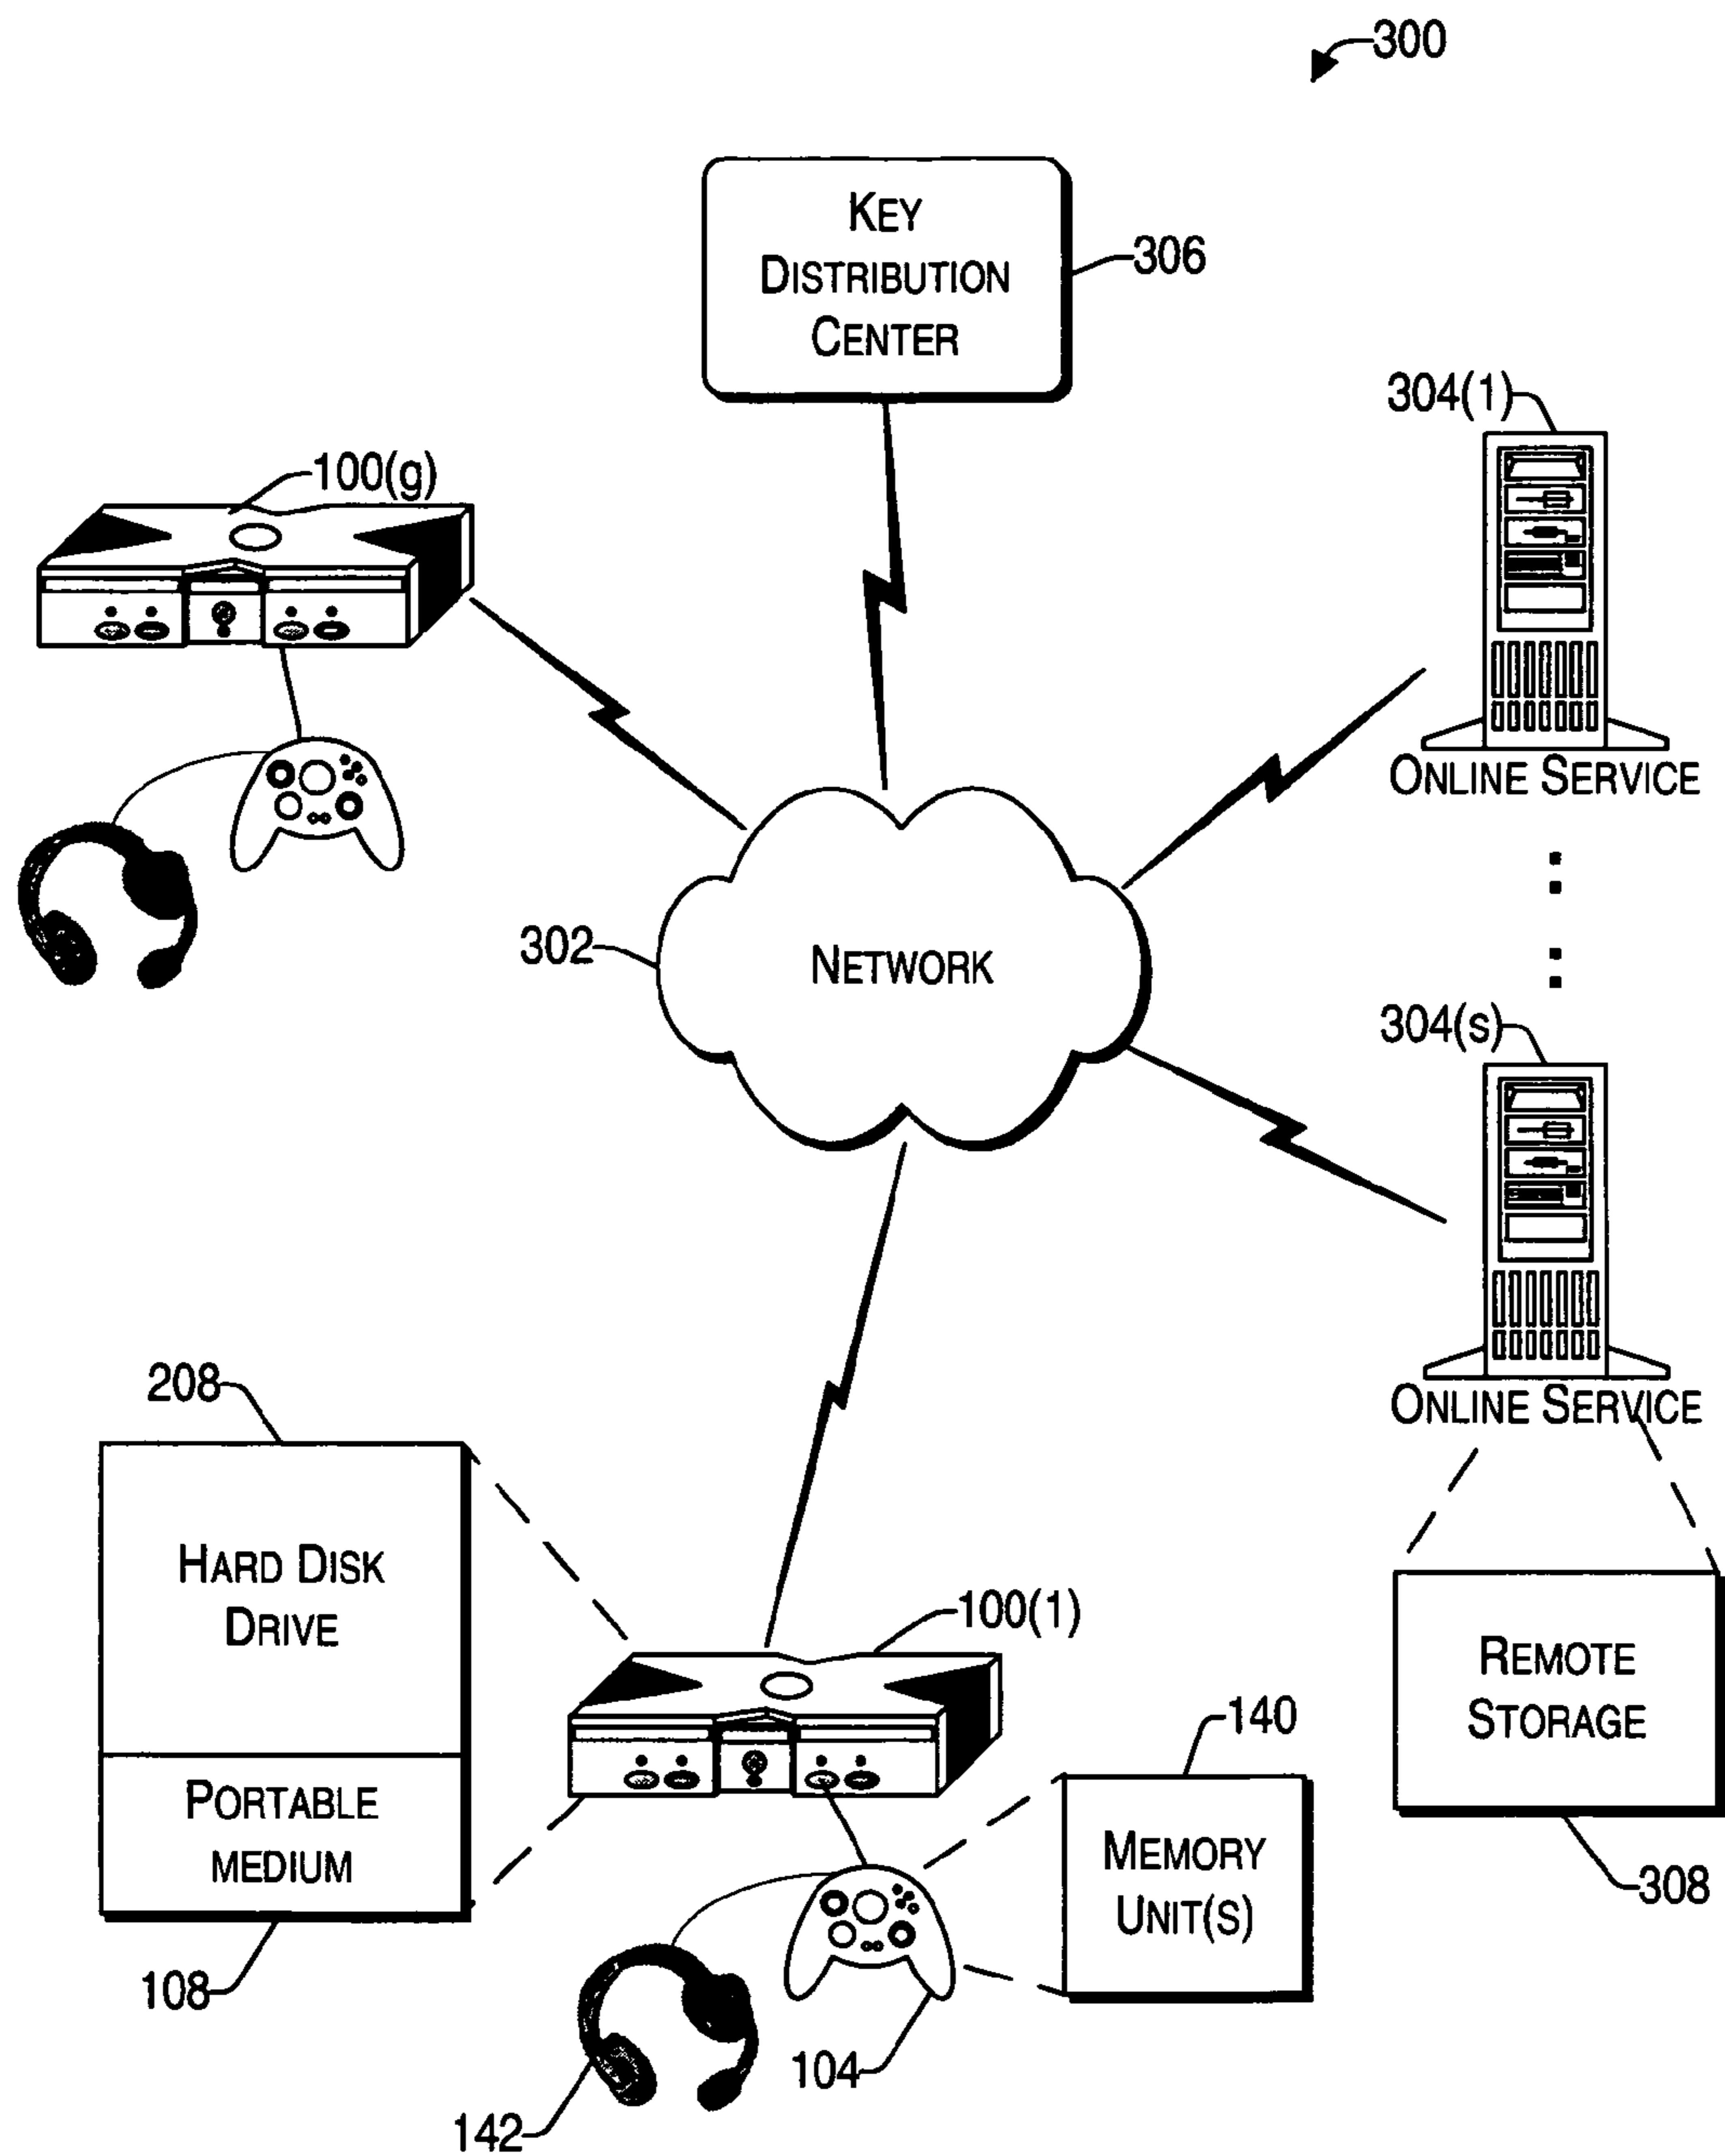 300
KEY
DISTRIBUTION
CENTER
306
304(1)
100(g)
ONLINE SERVICE
302
NETWORK
304(s)
ONLINE SERVICE
208
HARD DISK
DRIVE
PORTABLE
MEDIUM
108
100(1)
140
MEMORY
UNIT(S)
REMOTE
STORAGE
308
104
142